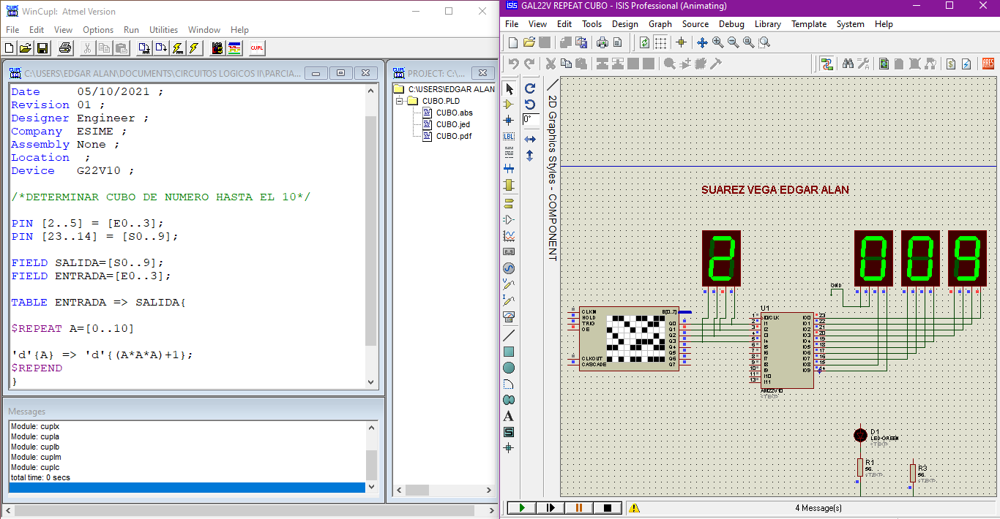 WinCupl: Atmel Version
File Edit View Options Run Utilities Window Help
C:\USERS\EDGAR ALAN\DOCUMENTS\CIRCUITOS LOGICOS II\PARCIA...
Date 05/10/2021 ;
Revision 01 ;
Designer Engineer ;
Company ESIME ;
Assembly None ;
Location ;
Device G22V10 ;
/*DETERMINAR CUBO DE NUMERO HASTA EL 10*/
PIN [2..5] = [E0..3];
PIN [23..14] = [S0..9];
FIELD SALIDA=[S0..9];
FIELD ENTRADA=[E0..3];
TABLE ENTRADA => SALIDA{
$REPEAT A=[0..10]
'd'{A} => 'd'{(A*A*A)+1};
$REPEND
}
PROJECT: C:\...
C:\USERS\EDGAR ALAN
CUBO.PLD
CUBO.abs
CUBO.jed
CUBO.pdf
Messages
Module: cuplx
Module: cupla
Module: cuplb
Module: cuplm
Module: cuplc
total time: 0 secs
GAL22V REPEAT CUBO - ISIS Professional (Animating)
File View Edit Tools Design Graph Source Debug Library Template System Help
CUPL
ARES
LBL
0°
2D Graphics Styles - COMPONENT
SUAREZ VEGA EDGAR ALAN
2
009
GND
CLKIN
HOLD
TRIG
OE
CLKOUT
CASCADE
B[0..7]
Q0
Q1
Q2
Q3
Q4
Q5
Q6
Q7
U1
1 I0/CLK IO0 23
2 I1 IO1 22
3 I2 IO2 21
4 I3 IO3 20
5 I4 IO4 19
6 I5 IO5 18
7 I6 IO6 17
8 I7 IO7 16
9 I8 IO8 15
10 I9 IO9 14
11 I10
13 I11
AM22V10
<TEXT>
D1
LED-GREEN
<TEXT>
R1
56
<TEXT>
R3
56
<TEXT>
4 Message(s)